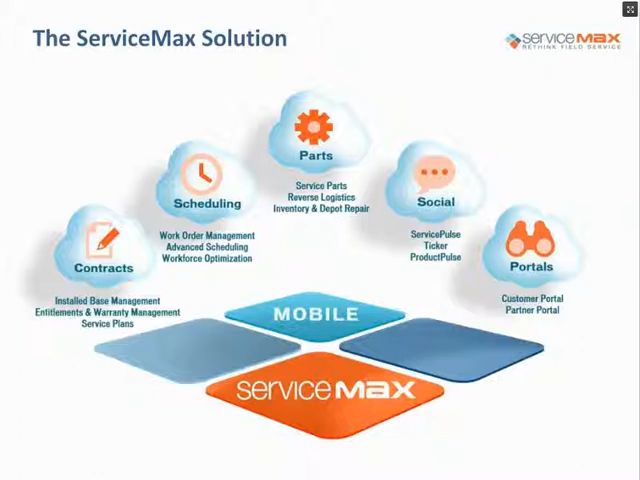 The ServiceMax Solution
serviceMAX
RETHINK FIELD SERVICE
Parts
Service Parts
Reverse Logistics
Inventory & Depot Repair
Scheduling
Work Order Management
Advanced Scheduling
Workforce Optimization
Social
ServicePulse
Ticker
ProductPulse
Contracts
Installed Base Management
Entitlements & Warranty Management
Service Plans
Portals
Customer Portal
Partner Portal
MOBILE
serviceMAX